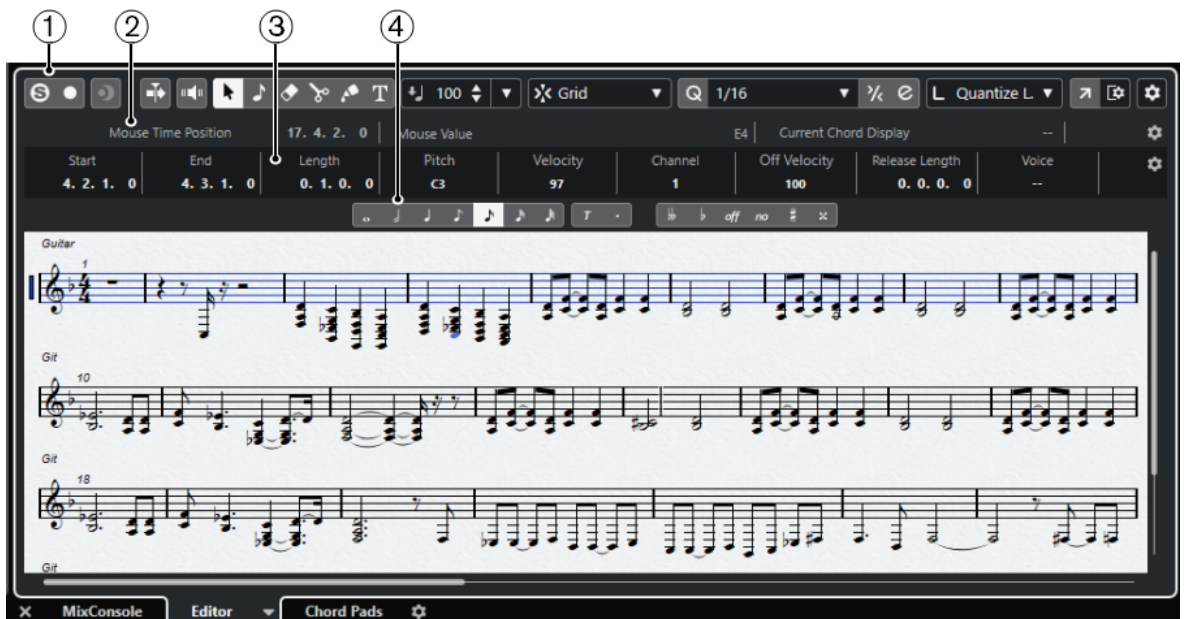 1 2 3 4
S T 100 Grid Q 1/16 e L Quantize L.
Mouse Time Position 17. 4. 2. 0 Mouse Value E4 Current Chord Display --
Start End Length Pitch Velocity Channel Off Velocity Release Length Voice
4. 2. 1. 0 4. 3. 1. 0 0. 1. 0. 0 C3 97 1 100 0. 0. 0. 0 --
T . off no
Guitar
1
4
4
Git
10
Git
18
Git
MixConsole Editor Chord Pads